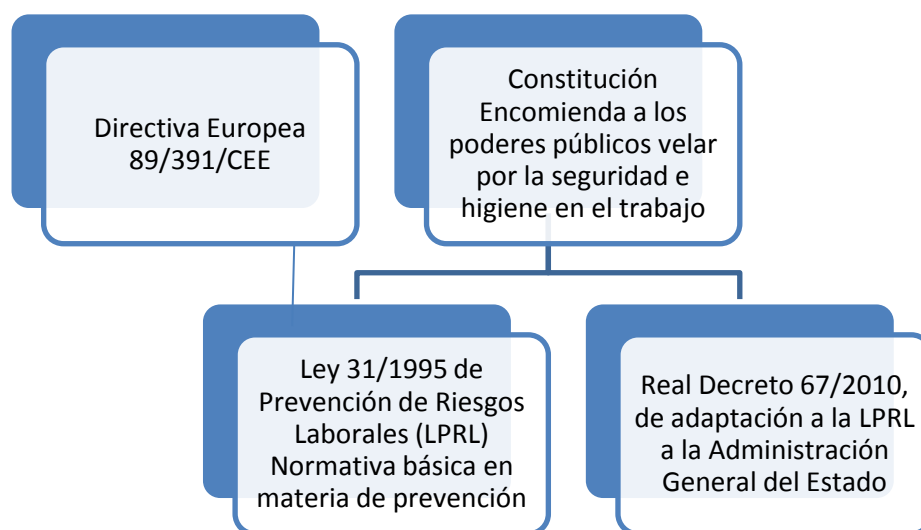 Directiva Europea
89/391/CEE
Constitución
Encomienda a los
poderes públicos velar
por la seguridad e
higiene en el trabajo
Ley 31/1995 de
Prevención de Riesgos
Laborales (LPRL)
Normativa básica en
materia de prevención
Real Decreto 67/2010,
de adaptación a la LPRL
a la Administración
General del Estado